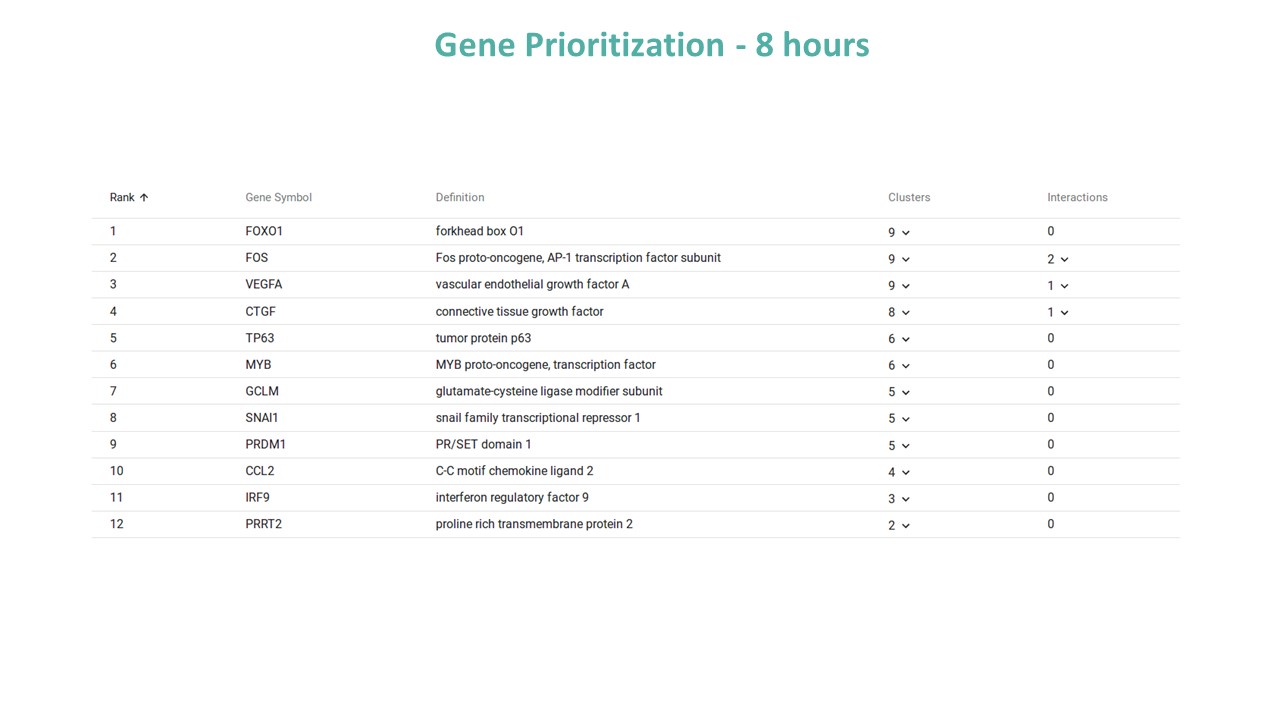 Gene Prioritization - 8 hours
Rank ↑ Gene Symbol Definition Clusters Interactions
1 FOXO1 forkhead box O1 9 0
2 FOS Fos proto-oncogene, AP-1 transcription factor subunit 9 2
3 VEGFA vascular endothelial growth factor A 9 1
4 CTGF connective tissue growth factor 8 1
5 TP63 tumor protein p63 6 0
6 MYB MYB proto-oncogene, transcription factor 6 0
7 GCLM glutamate-cysteine ligase modifier subunit 5 0
8 SNAI1 snail family transcriptional repressor 1 5 0
9 PRDM1 PR/SET domain 1 5 0
10 CCL2 C-C motif chemokine ligand 2 4 0
11 IRF9 interferon regulatory factor 9 3 0
12 PRRT2 proline rich transmembrane protein 2 2 0